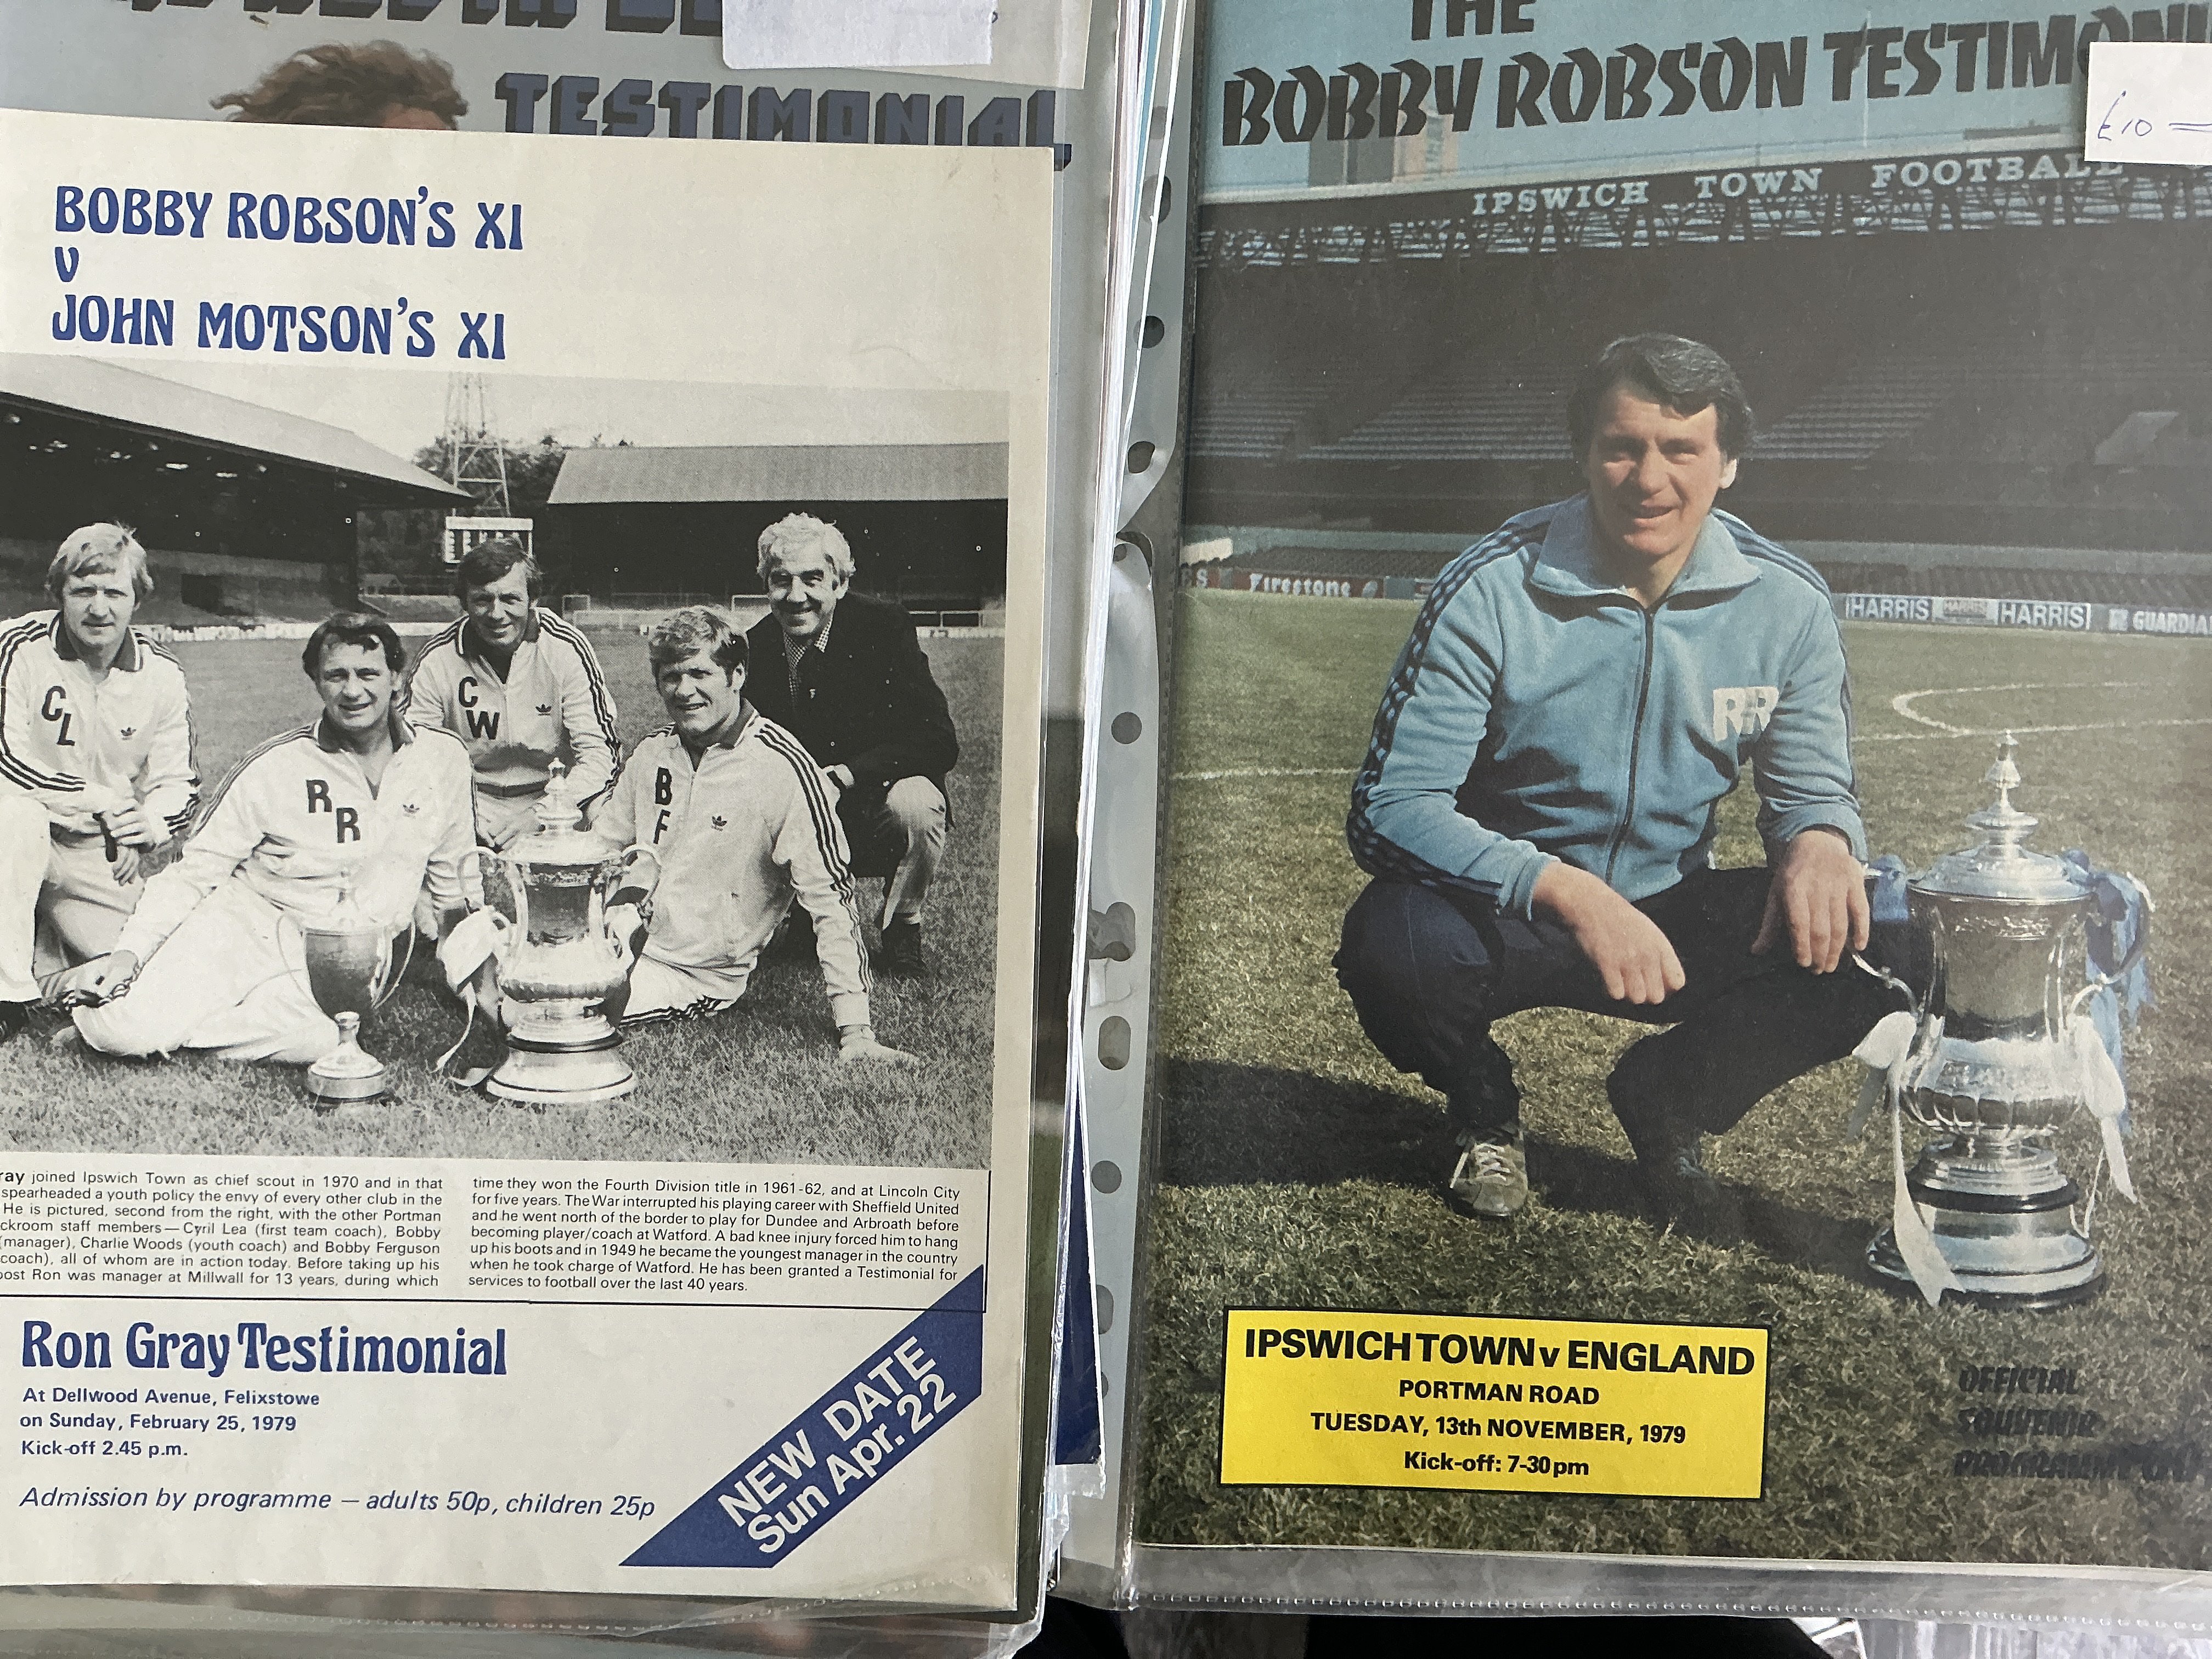 TESTIMONIAL
BOBBY ROBSON'S XI
v
JOHN MOTSON'S XI
CL
RR
CW
BF
joined Ipswich Town as chief scout in 1970 and in that
spearheaded a youth policy the envy of every other club in the
He is pictured, second from the right, with the other Portman
staff members — Cyril Lea (first team coach), Bobby
(manager), Charlie Woods (youth coach) and Bobby Ferguson
coach), all of whom are in action today. Before taking up his
post Ron was manager at Millwall for 13 years, during which
time they won the Fourth Division title in 1961-62, and at Lincoln City
for five years. The War interrupted his playing career with Sheffield United
and he went north of the border to play for Dundee and Arbroath before
becoming player/coach at Watford. A bad knee injury forced him to hang
up his boots and in 1949 he became the youngest manager in the country
when he took charge of Watford. He has been granted a Testimonial for
services to football over the last 40 years.
Ron Gray Testimonial
At Dellwood Avenue, Felixstowe
on Sunday, February 25, 1979
Kick-off 2.45 p.m.
Admission by programme — adults 50p, children 25p
NEW DATE
Sun Apr. 22
THE
BOBBY ROBSON TESTIMONI
£10 =
IPSWICH TOWN FOOTBALL
Firestone
HARRIS HARRIS HARRIS GUARDIA
RR
IPSWICH TOWN v ENGLAND
PORTMAN ROAD
TUESDAY, 13th NOVEMBER, 1979
Kick-off: 7-30pm
OFFICIAL
SOUVENIR
PROGRAMME